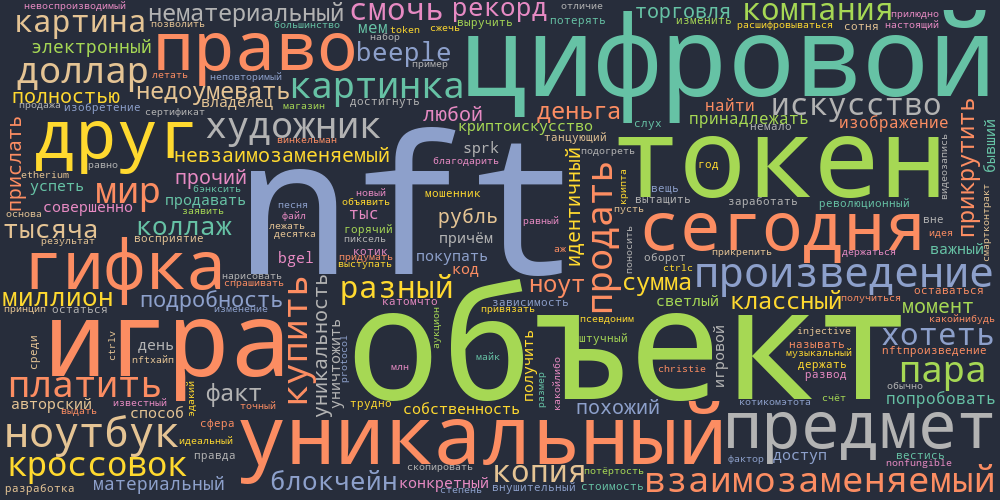 невоспроизводимый
картина
нематериальный
смочь
рекорд
отличие
торговля
компания
прилюдно
позволить
большинство
мем
token
сжечь
выручить
потерять
изменить
расшифровываться
сотня
настоящий
электронный
право
набор
beeple
пример
цифровой
доллар
летать
неповторимый
картинка
полностью
недоумевать
владелец
магазин
достигнуть
продажа
изобретение
сертификат
любой
деньга
найти
искусство
принадлежать
изображение
друг
художник
криптоискусство
слух
немало
винкельман
танцующий
прислать
невзаимозаменяемый
sprk
благодарить
подогреть
токен
год
видеозапись
прикрутить
бывший
равно
etherium
прочий
nft
мир
успеть
бэнксить
продавать
новый
объявить
мошенник
идентичный
крипта
вещь
вытащить
заработать
революционный
основа
совершенно
заявить
песня
файл
тыс
рубль
равный
продать
пусть
вне
смартконтракт
тысяча
коллаж
лежать
десятка
горячий
пиксель
причём
сегодня
идея
результат
восприятие
котик
придумать
выступать
покупать
аж
поносить
оборот
прикрепить
держаться
важный
гифка
bgel
код
ctrlc
нарисовать
спрашивать
разный
ноут
сумма
произведение
миллион
подробность
купить
уникальность
катомчто
зависимость
светлый
классный
получиться
оставаться
момент
принцип
остаться
изменение
привязать
псевдоним
какойнибудь
игра
уничтожить
protocol
аукцион
объект
хотеть
среди
ctrlv
день
nftхайп
майк
штучный
игровой
injective
называть
музыкальный
nftпроизведение
платить
факт
млн
получить
christie
держать
развод
пара
эдакий
размер
какойлибо
обычно
авторский
известный
выдать
способ
точный
трудно
собственность
похожий
котикомэтота
счёт
попробовать
ноутбук
сфера
идеальный
уникальный
предмет
правда
кроссовок
скопировать
копия
потёртость
фактор
доступ
вестись
nonfungible
разработка
материальный
блокчейн
конкретный
степень
внушительный
стоимость
взаимозаменяемый